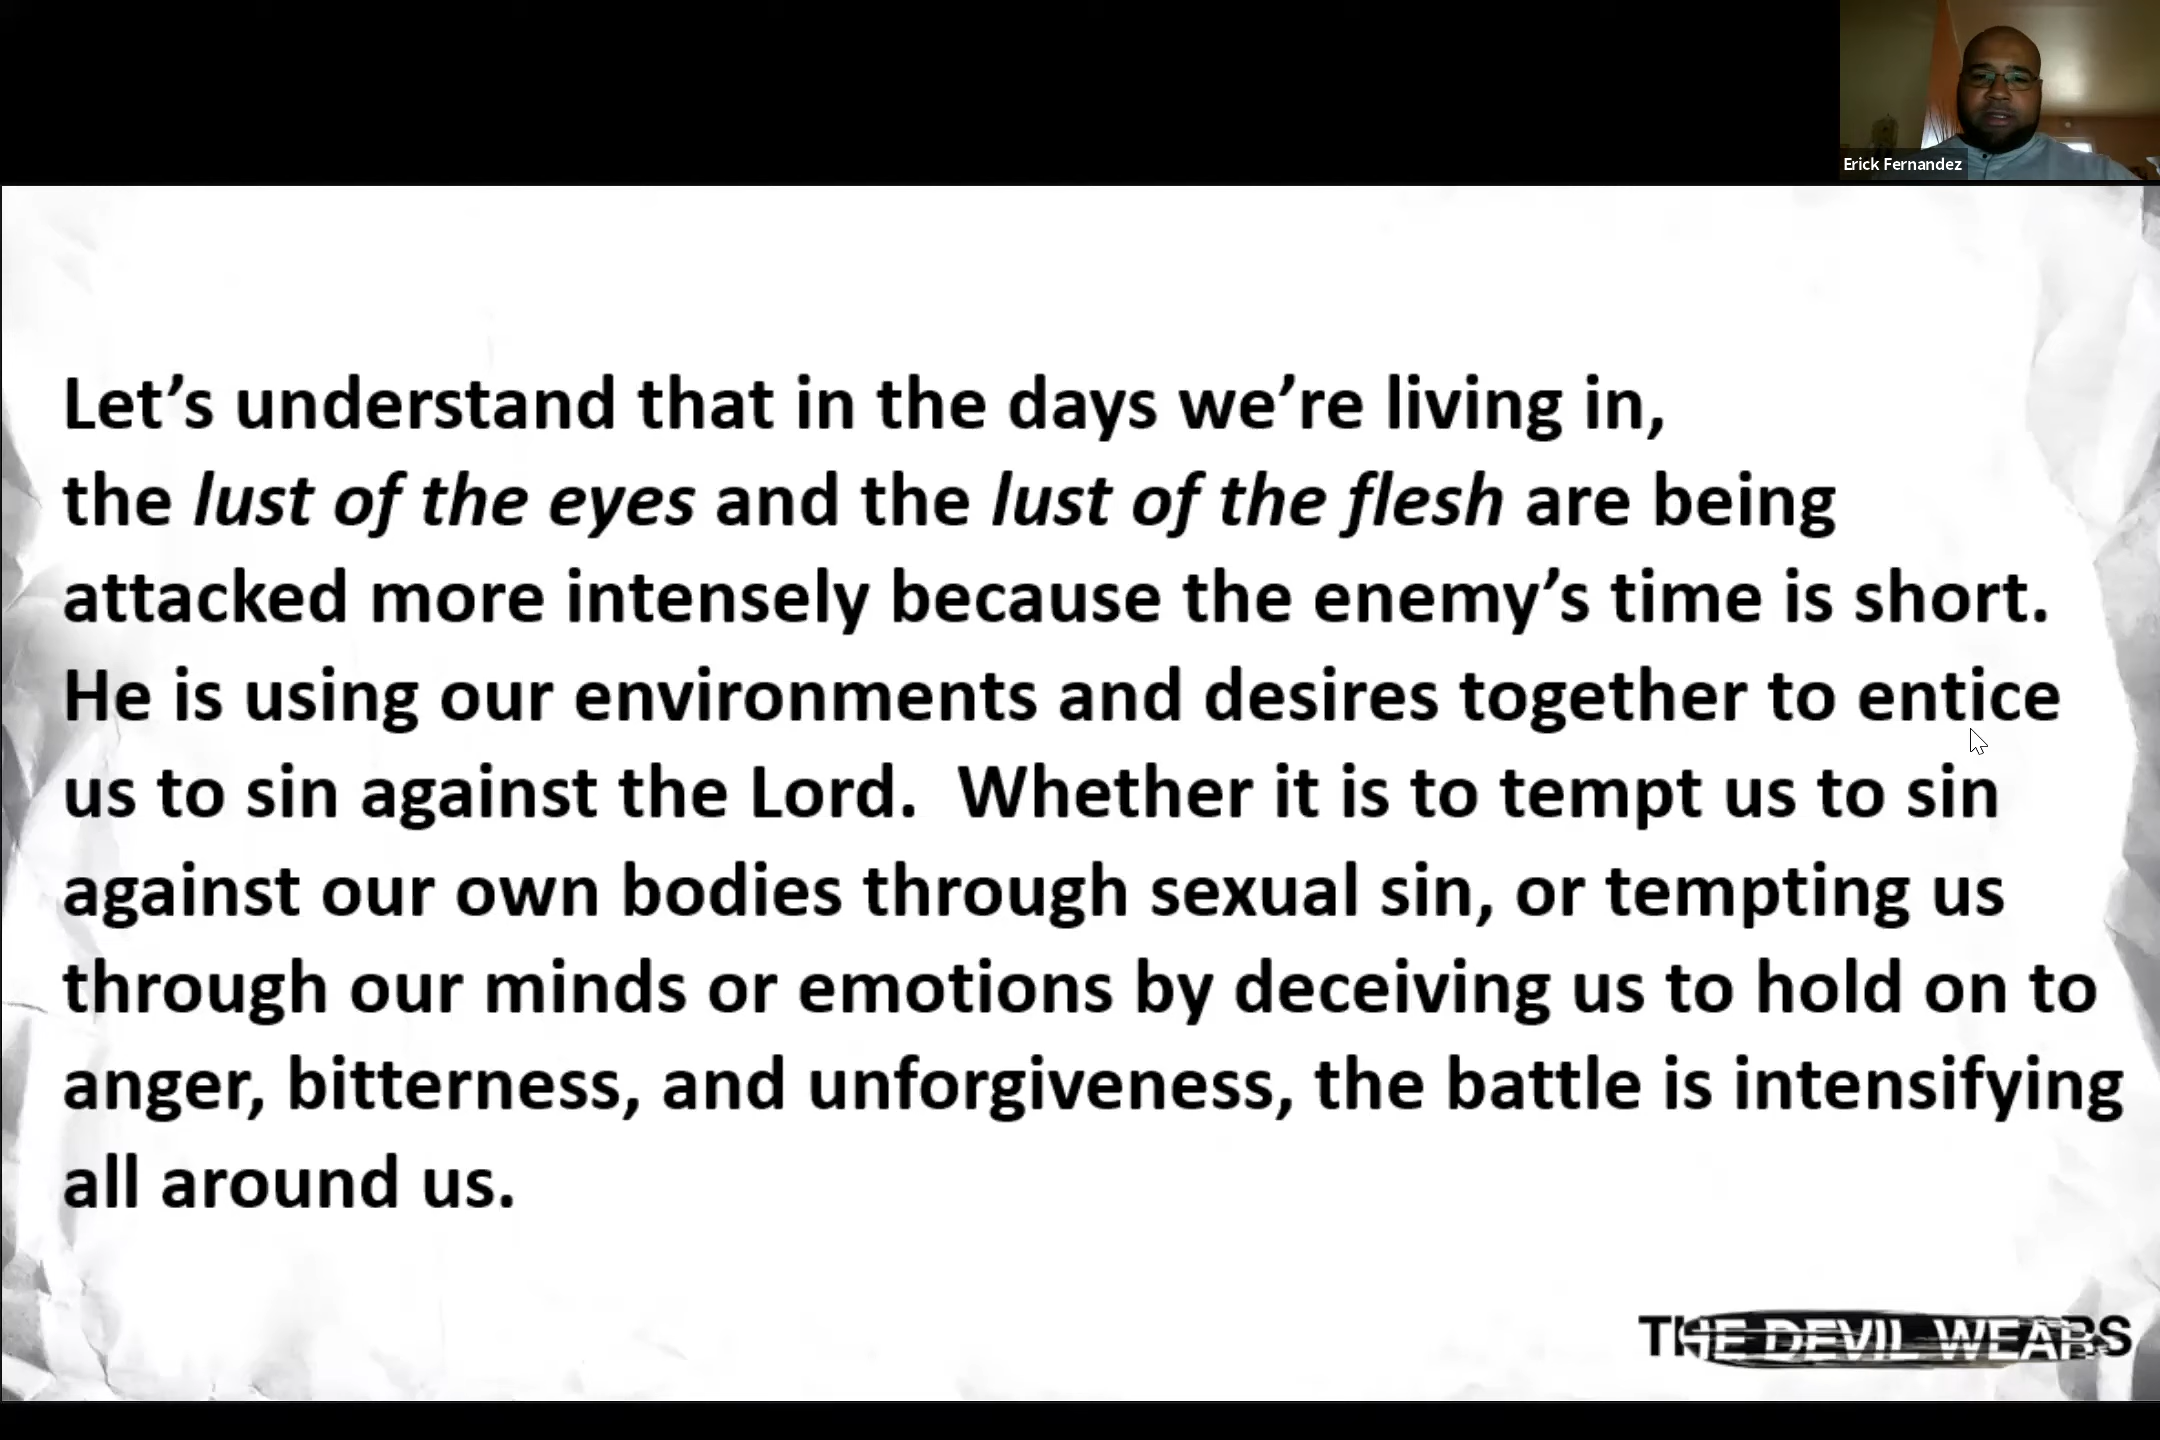 Erick Fernandez
Let’s understand that in the days we’re living in,
the lust of the eyes and the lust of the flesh are being
attacked more intensely because the enemy’s time is short.
He is using our environments and desires together to entice
us to sin against the Lord.  Whether it is to tempt us to sin
against our own bodies through sexual sin, or tempting us
through our minds or emotions by deceiving us to hold on to
anger, bitterness, and unforgiveness, the battle is intensifying
all around us.
THE DEVIL WEARS